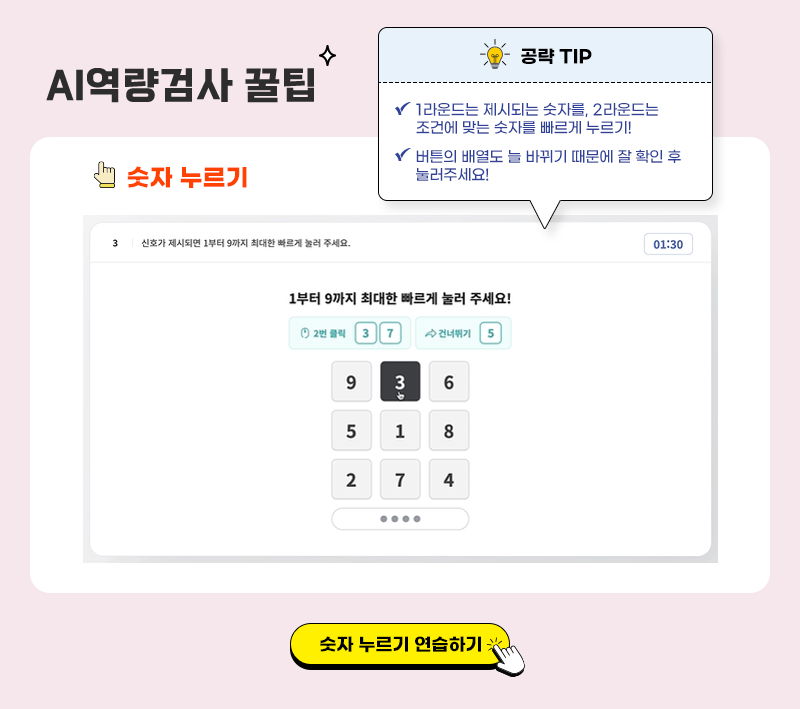 AI역량검사 꿀팁
공략 TIP
1라운드는 제시되는 숫자를, 2라운드는
조건에 맞는 숫자를 빠르게 누르기!
버튼의 배열도 늘 바뀌기 때문에 잘 확인 후
눌러주세요!
숫자 누르기
3 신호가 제시되면 1부터 9까지 최대한 빠르게 눌러 주세요. 01:30
1부터 9까지 최대한 빠르게 눌러 주세요!
2번 클릭 3 7 건너뛰기 5
9 3 6
5 1 8
2 7 4
숫자 누르기 연습하기